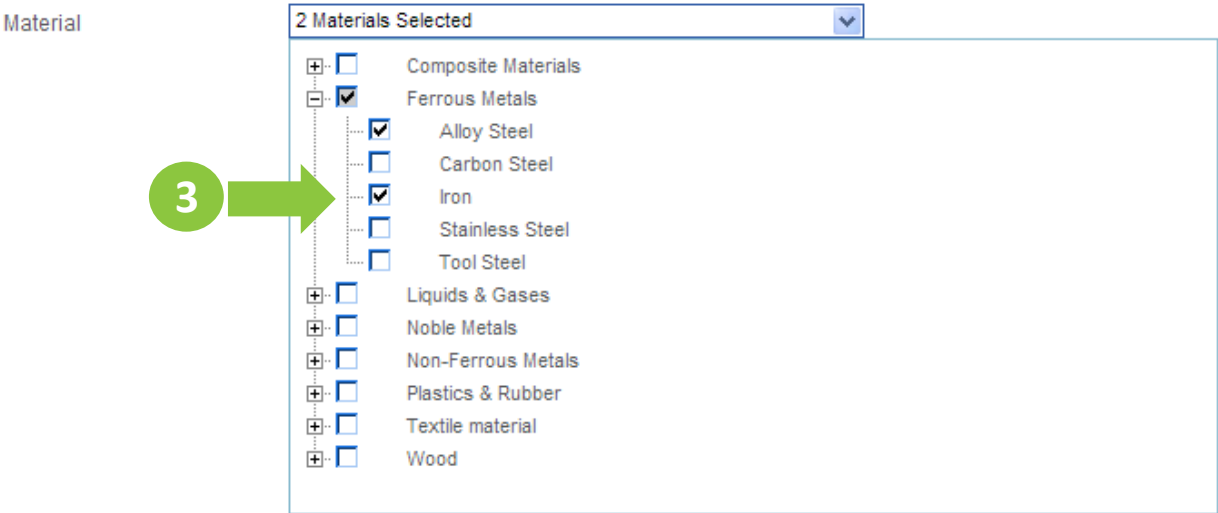 Material
2 Materials Selected
Composite Materials
Ferrous Metals
Alloy Steel
Carbon Steel
3
Iron
Stainless Steel
Tool Steel
Liquids & Gases
Noble Metals
Non-Ferrous Metals
Plastics & Rubber
Textile material
Wood